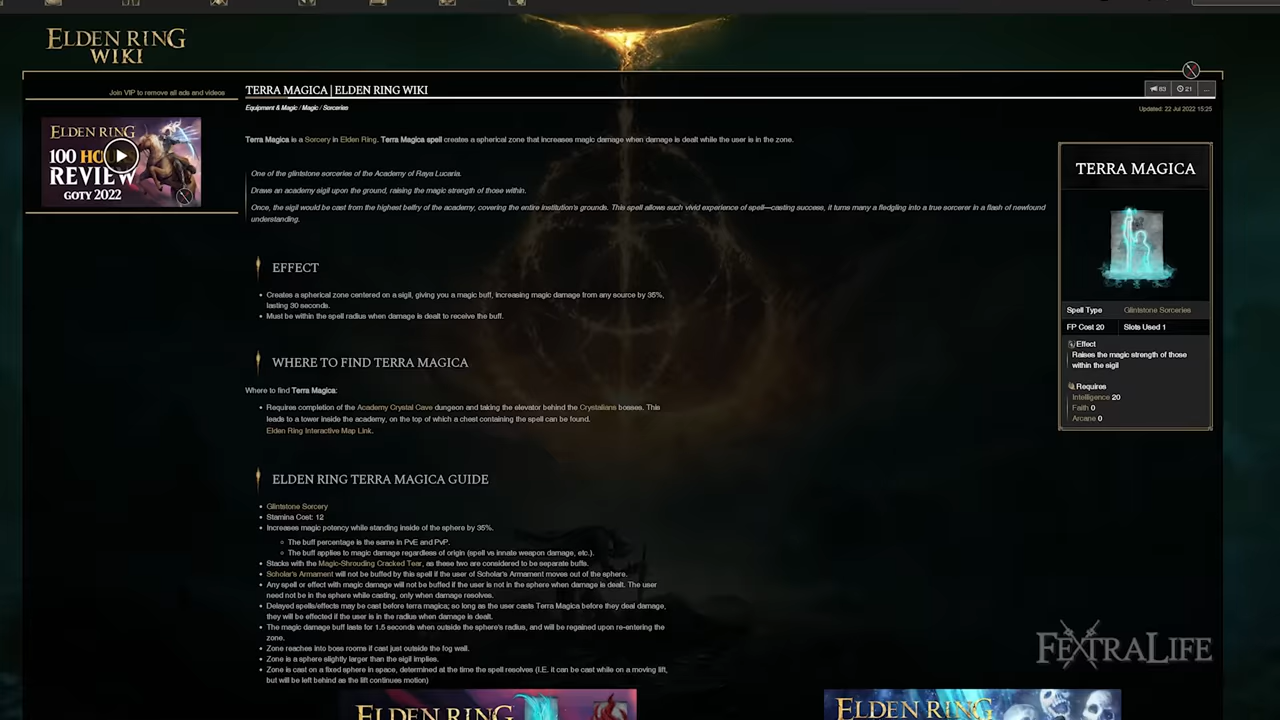 ELDEN RING
WIKI
Join VIP to remove all ads and videos
TERRA MAGICA | ELDEN RING WIKI
83
21
...
Equipment & Magic / Magic / Sorceries
Updated: 22 Jul 2022 15:25
ELDEN RING
100 HO
REVIEW
GOTY 2022
Terra Magica is a Sorcery in Elden Ring. Terra Magica spell creates a spherical zone that increases magic damage when damage is dealt while the user is in the zone.
One of the glintstone sorceries of the Academy of Raya Lucaria.
Draws an academy sigil upon the ground, raising the magic strength of those within.
Once, the sigil would be cast from the highest belfry of the academy, covering the entire institution's grounds. This spell allows such vivid experience of spell—casting success, it turns many a fledgling into a true sorcerer in a flash of newfound
understanding.
TERRA MAGICA
Spell Type Glintstone Sorceries
FP Cost 20 Slots Used 1
Effect
Raises the magic strength of those
within the sigil
Requires
Intelligence 20
Faith 0
Arcane 0
EFFECT
• Creates a spherical zone centered on a sigil, giving you a magic buff, increasing magic damage from any source by 35%,
lasting 30 seconds.
• Must be within the spell radius when damage is dealt to receive the buff.
WHERE TO FIND TERRA MAGICA
Where to find Terra Magica:
• Requires completion of the Academy Crystal Cave dungeon and taking the elevator behind the Crystalians bosses. This
leads to a tower inside the academy, on the top of which a chest containing the spell can be found.
Elden Ring Interactive Map Link.
ELDEN RING TERRA MAGICA GUIDE
• Glintstone Sorcery
• Stamina Cost: 12
• Increases magic potency while standing inside of the sphere by 35%.
○ The buff percentage is the same in PvE and PvP.
○ The buff applies to magic damage regardless of origin (spell vs innate weapon damage, etc.).
• Stacks with the Magic-Shrouding Cracked Tear, as these two are considered to be separate buffs.
• Scholar's Armament will not be buffed by this spell if the user of Scholar's Armament moves out of the sphere.
• Any spell or effect with magic damage will not be buffed if the user is not in the sphere when damage is dealt. The user
need not be in the sphere while casting, only when damage resolves.
• Delayed spells/effects may be cast before terra magica; so long as the user casts Terra Magica before they deal damage,
they will be effected if the user is in the radius when damage is dealt.
• The magic damage buff lasts for 1.5 seconds when outside the sphere's radius, and will be regained upon re-entering the
zone.
• Zone reaches into boss rooms if cast just outside the fog wall.
• Zone is a sphere slightly larger than the sigil implies.
• Zone is cast on a fixed sphere in space, determined at the time the spell resolves (I.E. it can be cast while on a moving lift,
but will be left behind as the lift continues motion)
FEXTRALIFE
ELDEN RING
ELDEN RING